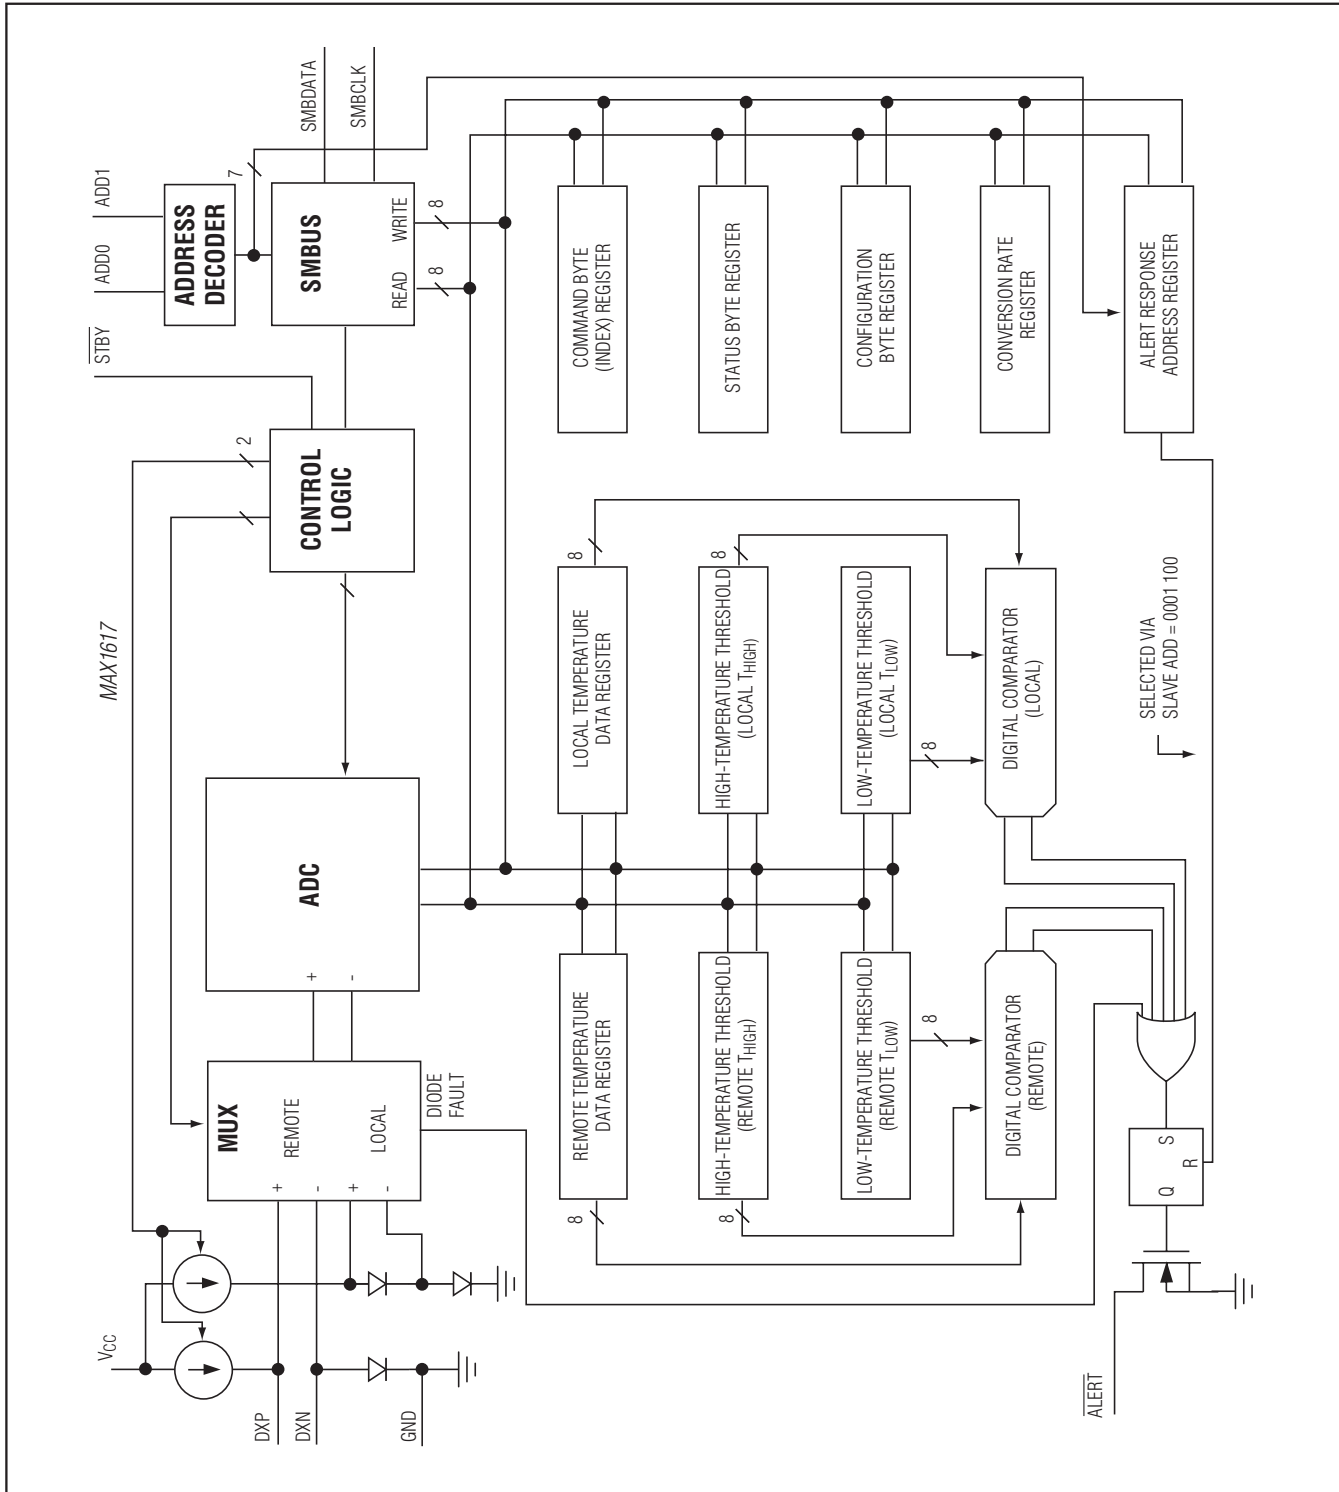 SMBDATA
SMBCLK
ADD1
ADD0
STBY
7
ADDRESS
DECODER
SMBUS
READ
WRITE
8
8
COMMAND BYTE
(INDEX) REGISTER
STATUS BYTE REGISTER
CONFIGURATION
BYTE REGISTER
CONVERSION RATE
REGISTER
ALERT RESPONSE
ADDRESS REGISTER
2
CONTROL
LOGIC
MAX1617
8
LOCAL TEMPERATURE
DATA REGISTER
8
HIGH-TEMPERATURE THRESHOLD
(LOCAL THIGH)
LOW-TEMPERATURE THRESHOLD
(LOCAL TLOW)
8
DIGITAL COMPARATOR
(LOCAL)
SELECTED VIA
SLAVE ADD = 0001 100
ADC
+
-
MUX
REMOTE
LOCAL
+
-
+
-
DIODE
FAULT
REMOTE TEMPERATURE
DATA REGISTER
8
HIGH-TEMPERATURE THRESHOLD
(REMOTE THIGH)
8
LOW-TEMPERATURE THRESHOLD
(REMOTE TLOW)
8
DIGITAL COMPARATOR
(REMOTE)
S
R
Q
VCC
DXP
DXN
GND
ALERT